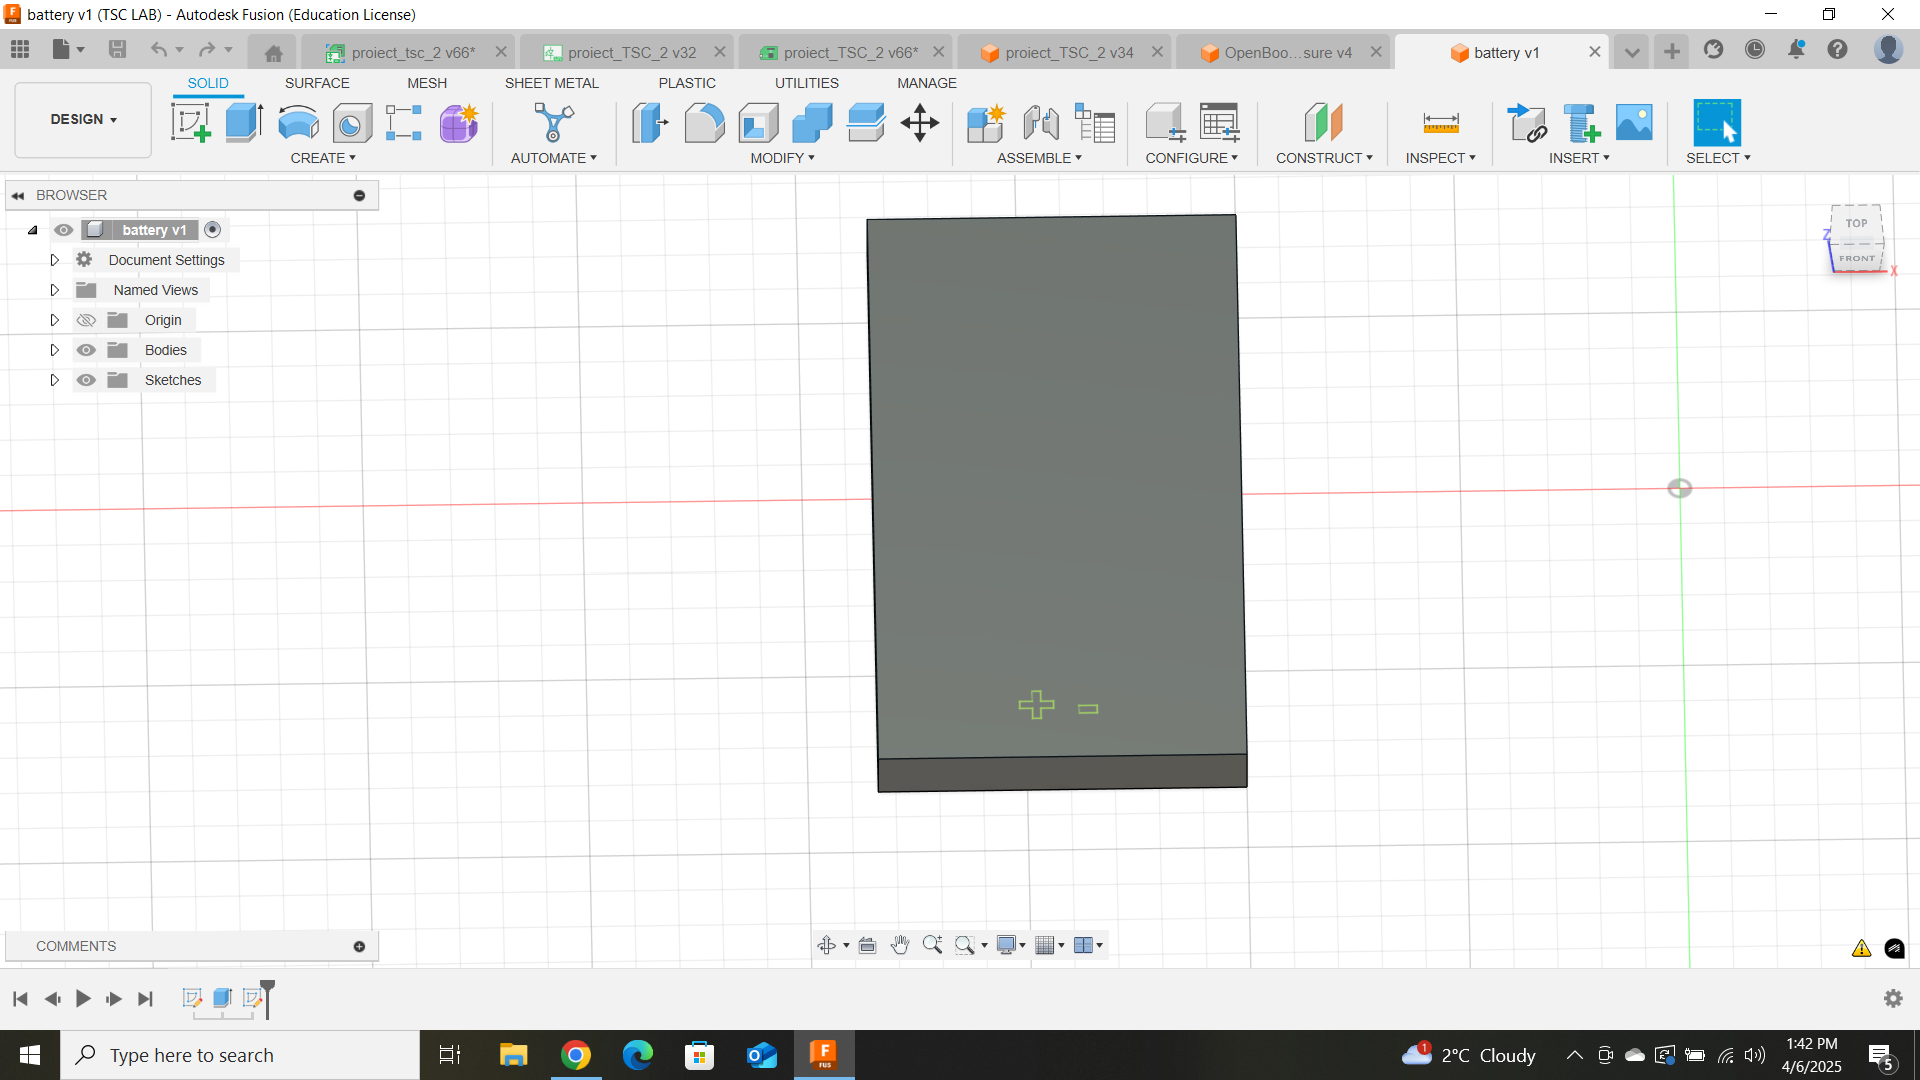 battery v1 (TSC LAB) - Autodesk Fusion (Education License)
proiect_tsc_2 v66*
proiect_TSC_2 v32
proiect_TSC_2 v66*
proiect_TSC_2 v34
OpenBoo...sure v4
battery v1
DESIGN
SOLID
SURFACE
MESH
SHEET METAL
PLASTIC
UTILITIES
MANAGE
CREATE
AUTOMATE
MODIFY
ASSEMBLE
CONFIGURE
CONSTRUCT
INSPECT
INSERT
SELECT
BROWSER
battery v1
Document Settings
Named Views
Origin
Bodies
Sketches
TOP
FRONT
Z
X
COMMENTS
Type here to search
FUS
1
2°C Cloudy
1:42 PM
4/6/2025
5